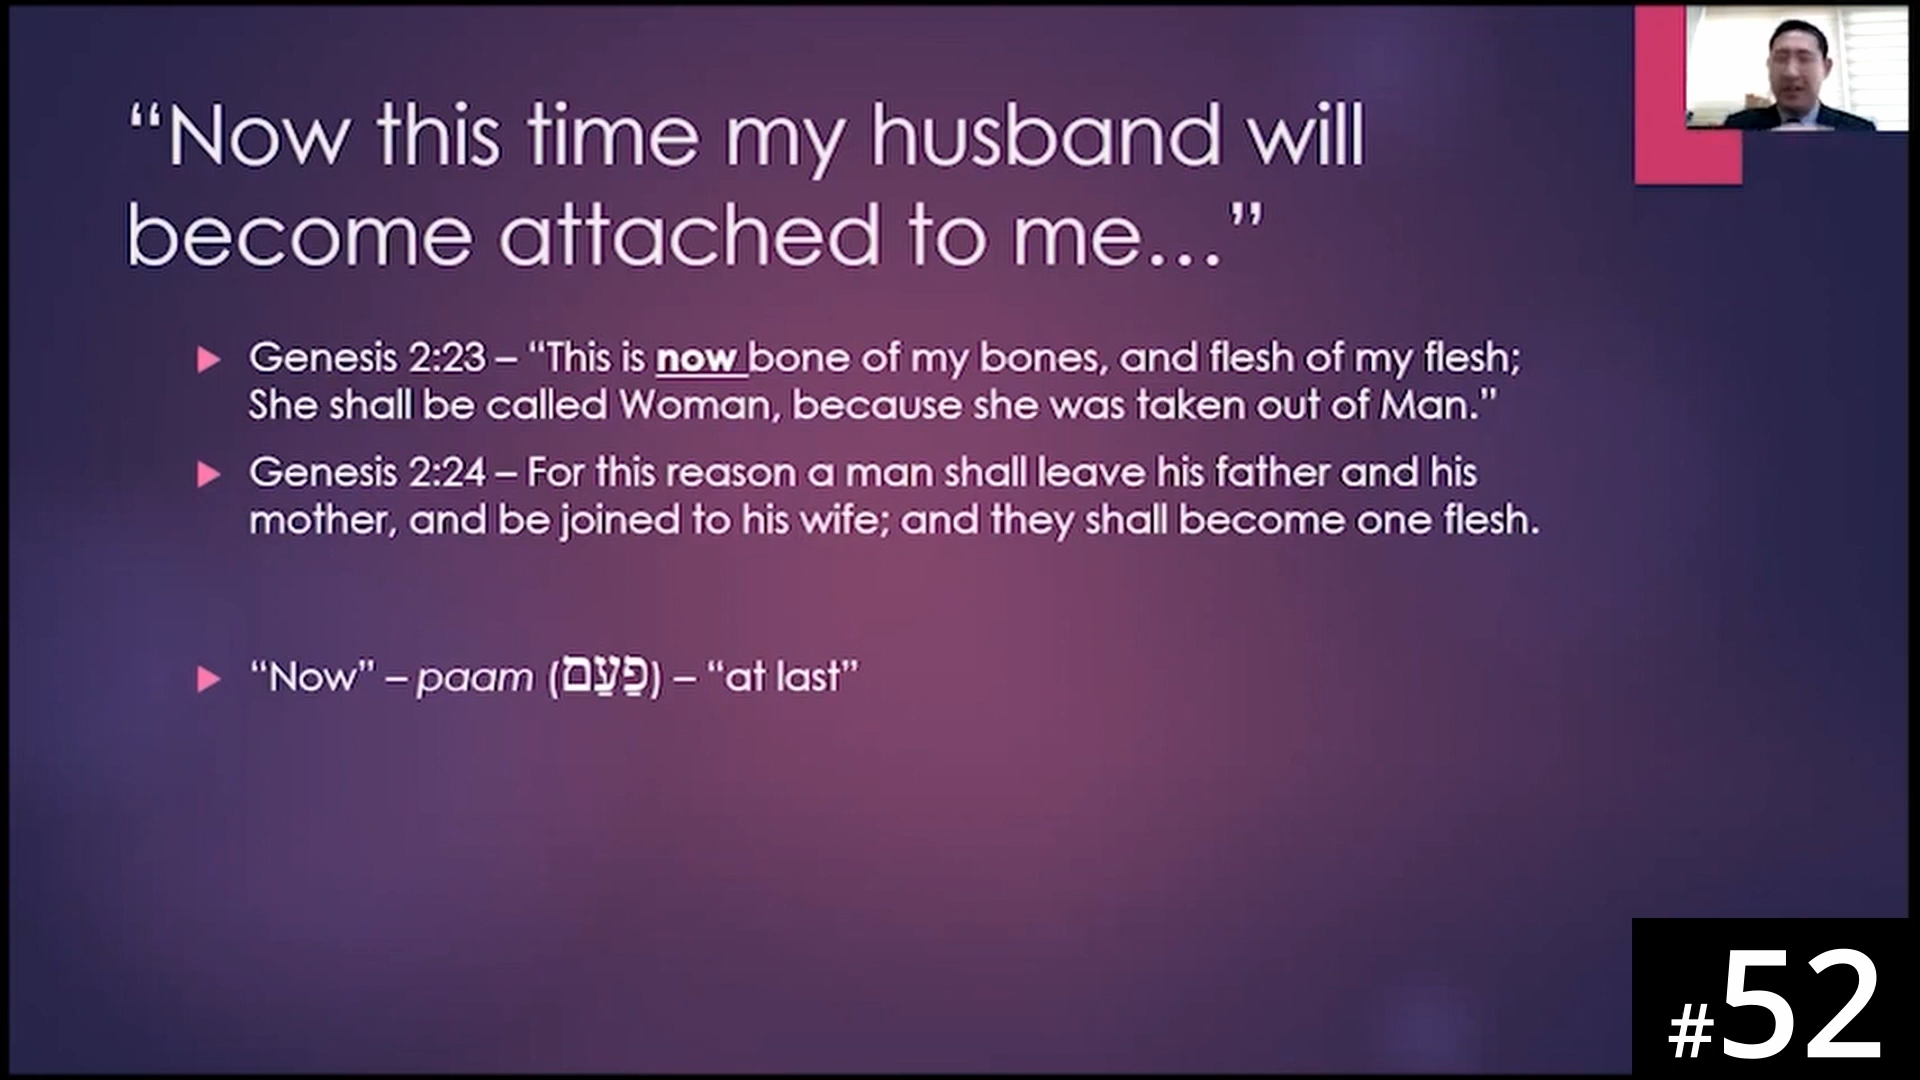 “Now this time my husband will
become attached to me…”
Genesis 2:23 – “This is now bone of my bones, and flesh of my flesh;
She shall be called Woman, because she was taken out of Man.”
Genesis 2:24 – For this reason a man shall leave his father and his
mother, and be joined to his wife; and they shall become one flesh.
“Now” – paam (פַּעַם) – “at last”
#52